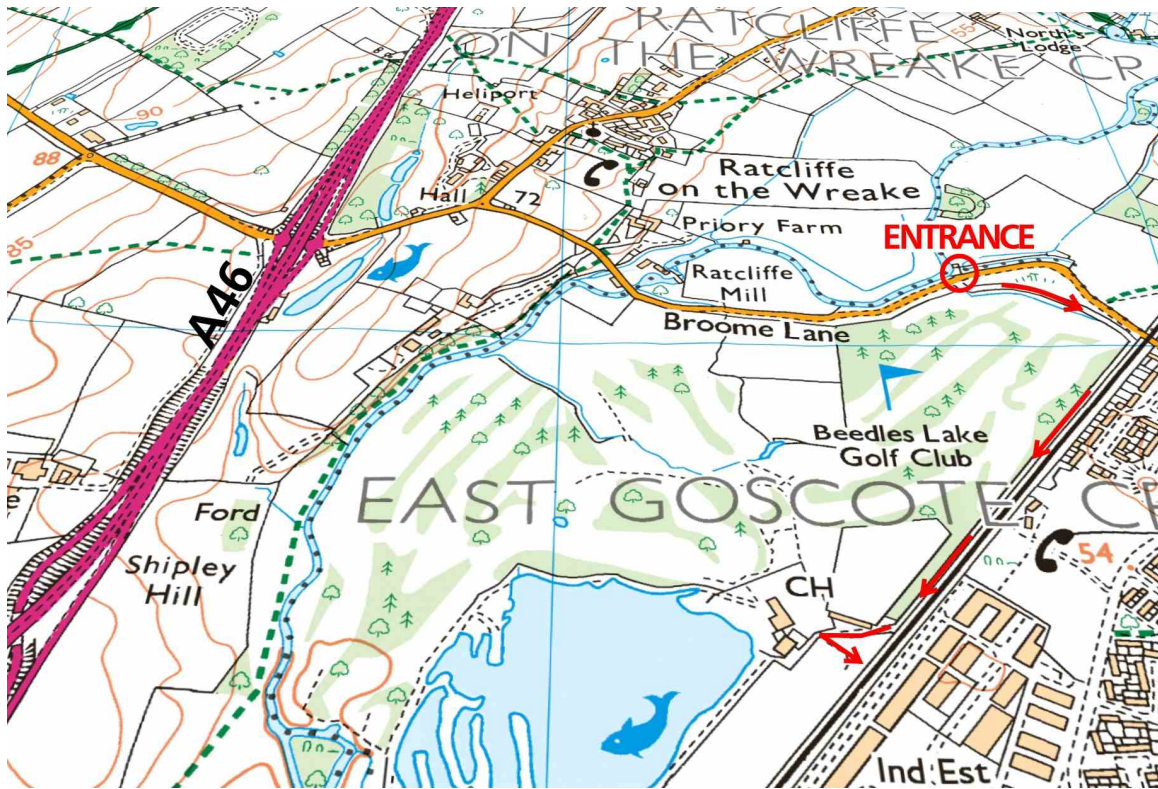 RATCLIFFE
ON THE WREAKE CP
55
North's
Lodge
Heliport
90
88
Hall
72
Ratcliffe
on the Wreake
85
Priory Farm
ENTRANCE
A46
Ratcliffe
Mill
Broome Lane
Beedles Lake
Golf Club
e
EAST GOSCOTE CP
Ford
54
Shipley
Hill
CH
Ind Est